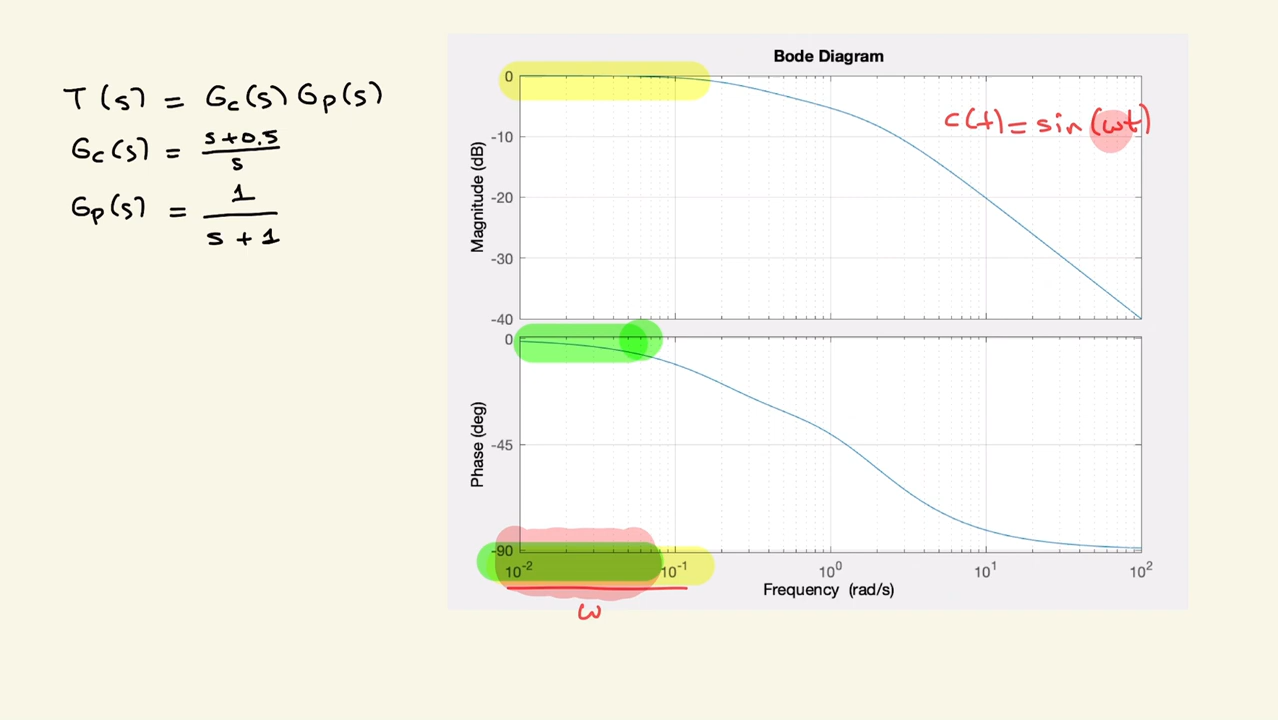 T(s) = Gc(s) Gp(s)
Gc(s) = s+0.5 / s
Gp(s) = 1 / s+1
Bode Diagram
c(t) = sin(ωt)
Magnitude (dB)
0
-10
-20
-30
-40
Phase (deg)
0
-45
-90
10^-2 10^-1 10^0 10^1 10^2
Frequency (rad/s)
ω